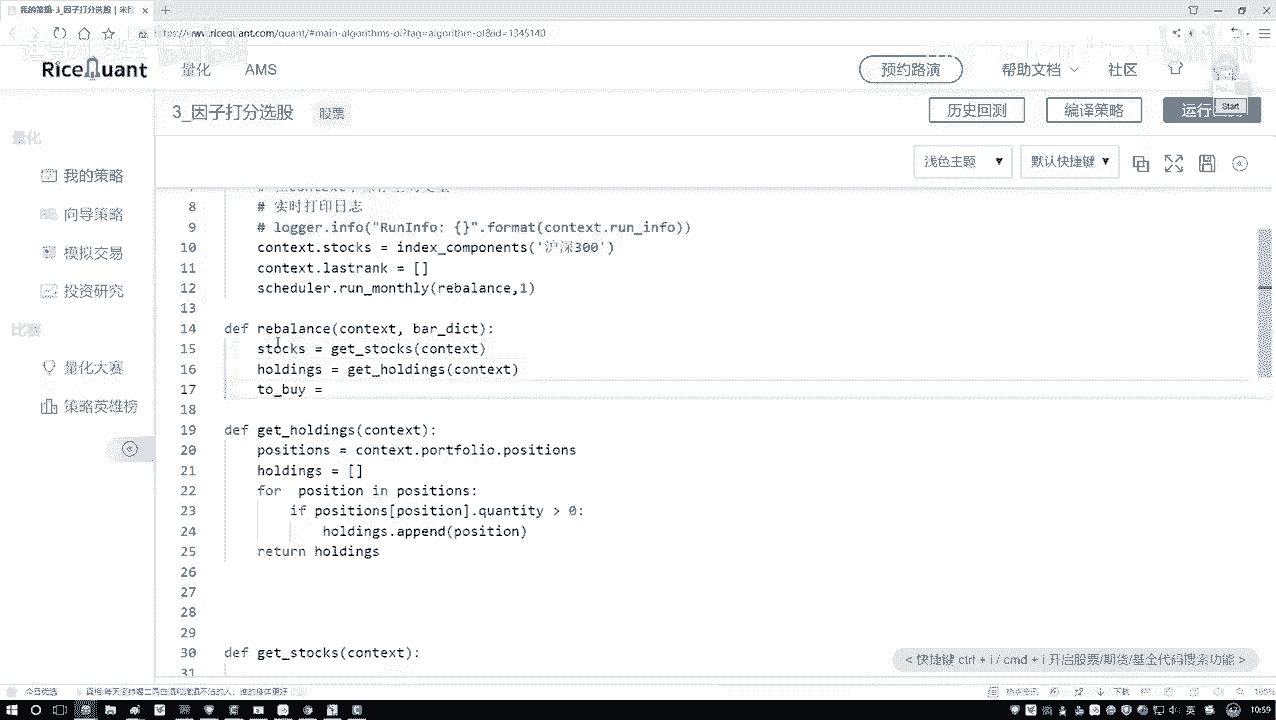 我的策略-3_因子打分选股 | 米
https://www.ricequant.com/quant/#main-algorithms-ol?tag=algorithm-ol&id=1345140
RiceQuant 量化 AMS 预约路演 帮助文档 社区
3_因子打分选股 股票 历史回测 编译策略 运行
Start
量化
浅色主题 默认快捷键
我的策略
向导策略
模拟交易
投资研究
比赛
量化大赛
策略英雄榜
8 # 实时打印日志
9 # logger.info("RunInfo: {}".format(context.run_info))
10 context.stocks = index_components('沪深300')
11 context.lastrank = []
12 scheduler.run_monthly(rebalance,1)
13
14 def rebalance(context, bar_dict):
15 stocks = get_stocks(context)
16 holdings = get_holdings(context)
17 to_buy =
18
19 def get_holdings(context):
20 positions = context.portfolio.positions
21 holdings = []
22 for position in positions:
23 if positions[position].quantity > 0:
24 holdings.append(position)
25 return holdings
26
27
28
29
30 def get_stocks(context):
31
< 快捷键 ctrl + i / cmd + i 开启股票/期货/基金代码搜索功能 >
今日优选
下载
100%
英
10:59